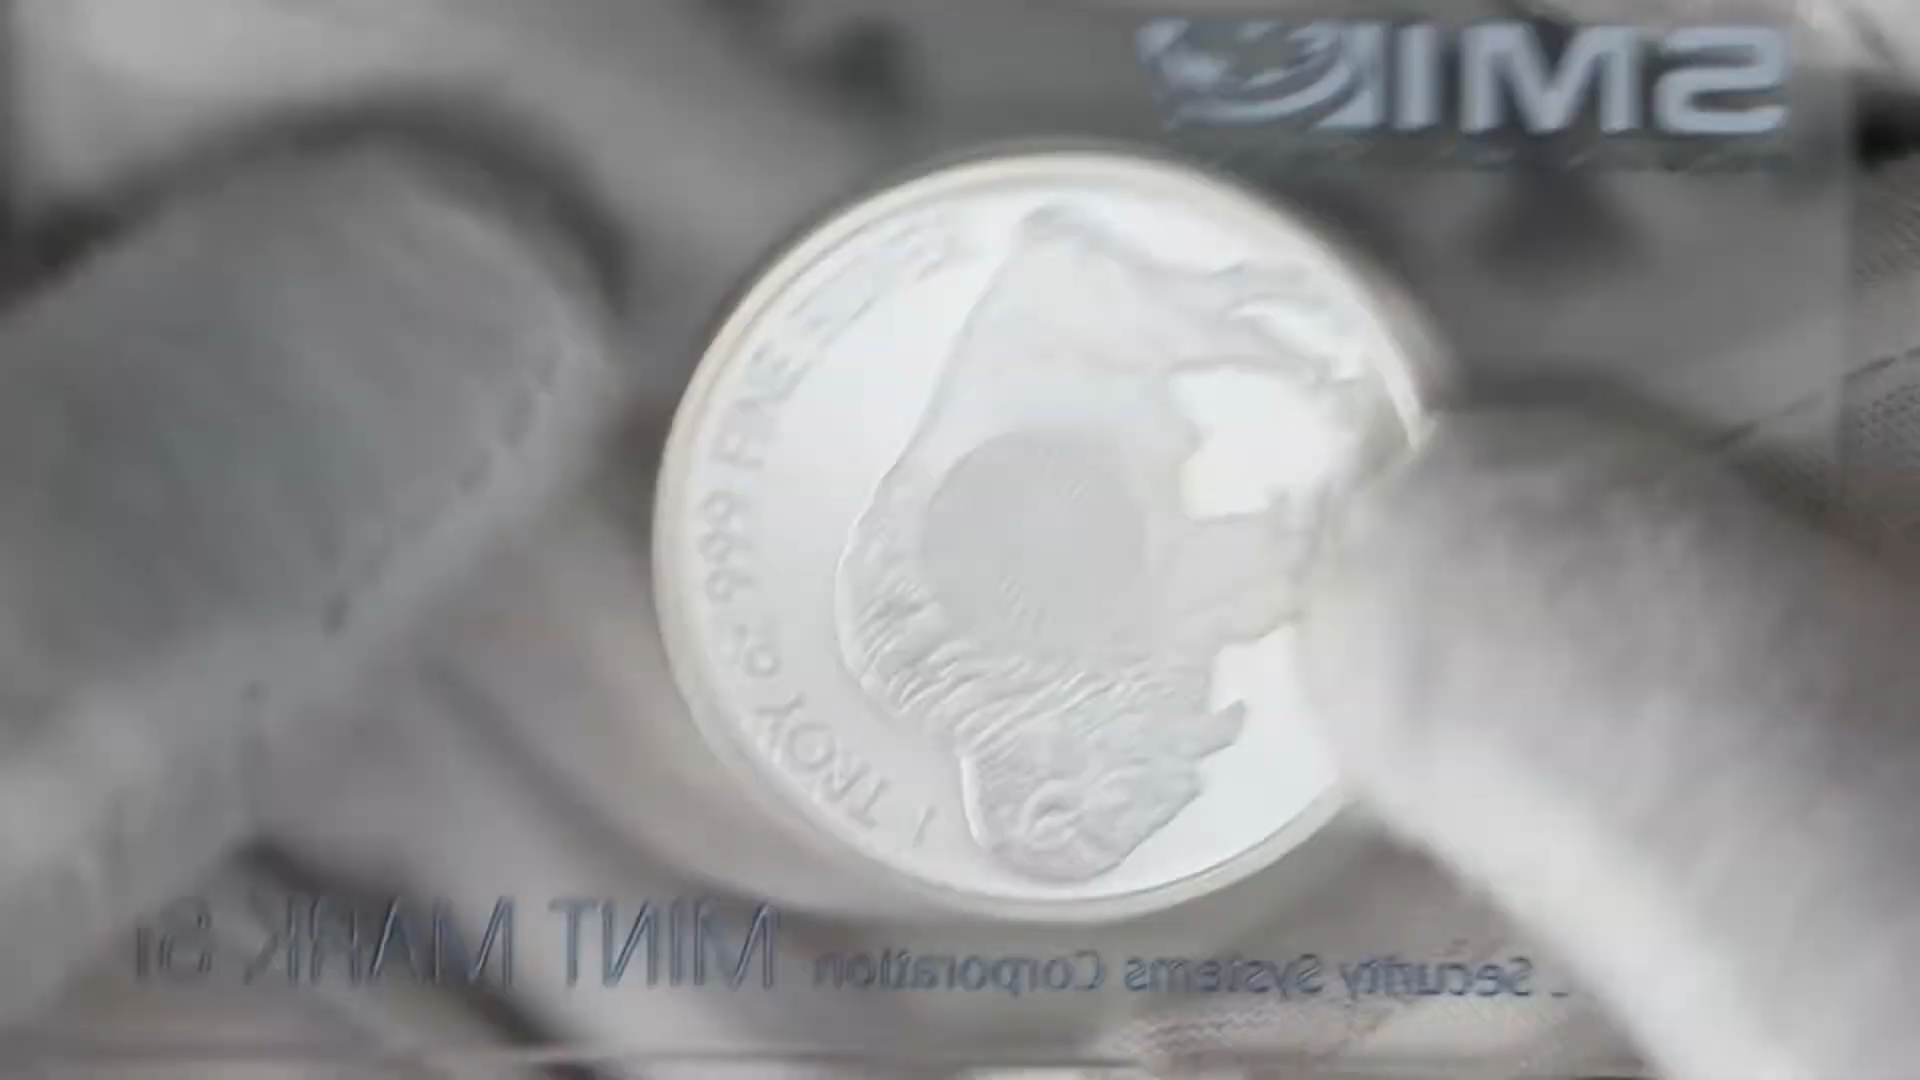 SMI
1 TROY oz. 999 FINE
Security Systems Corporation
MINT MARK SI